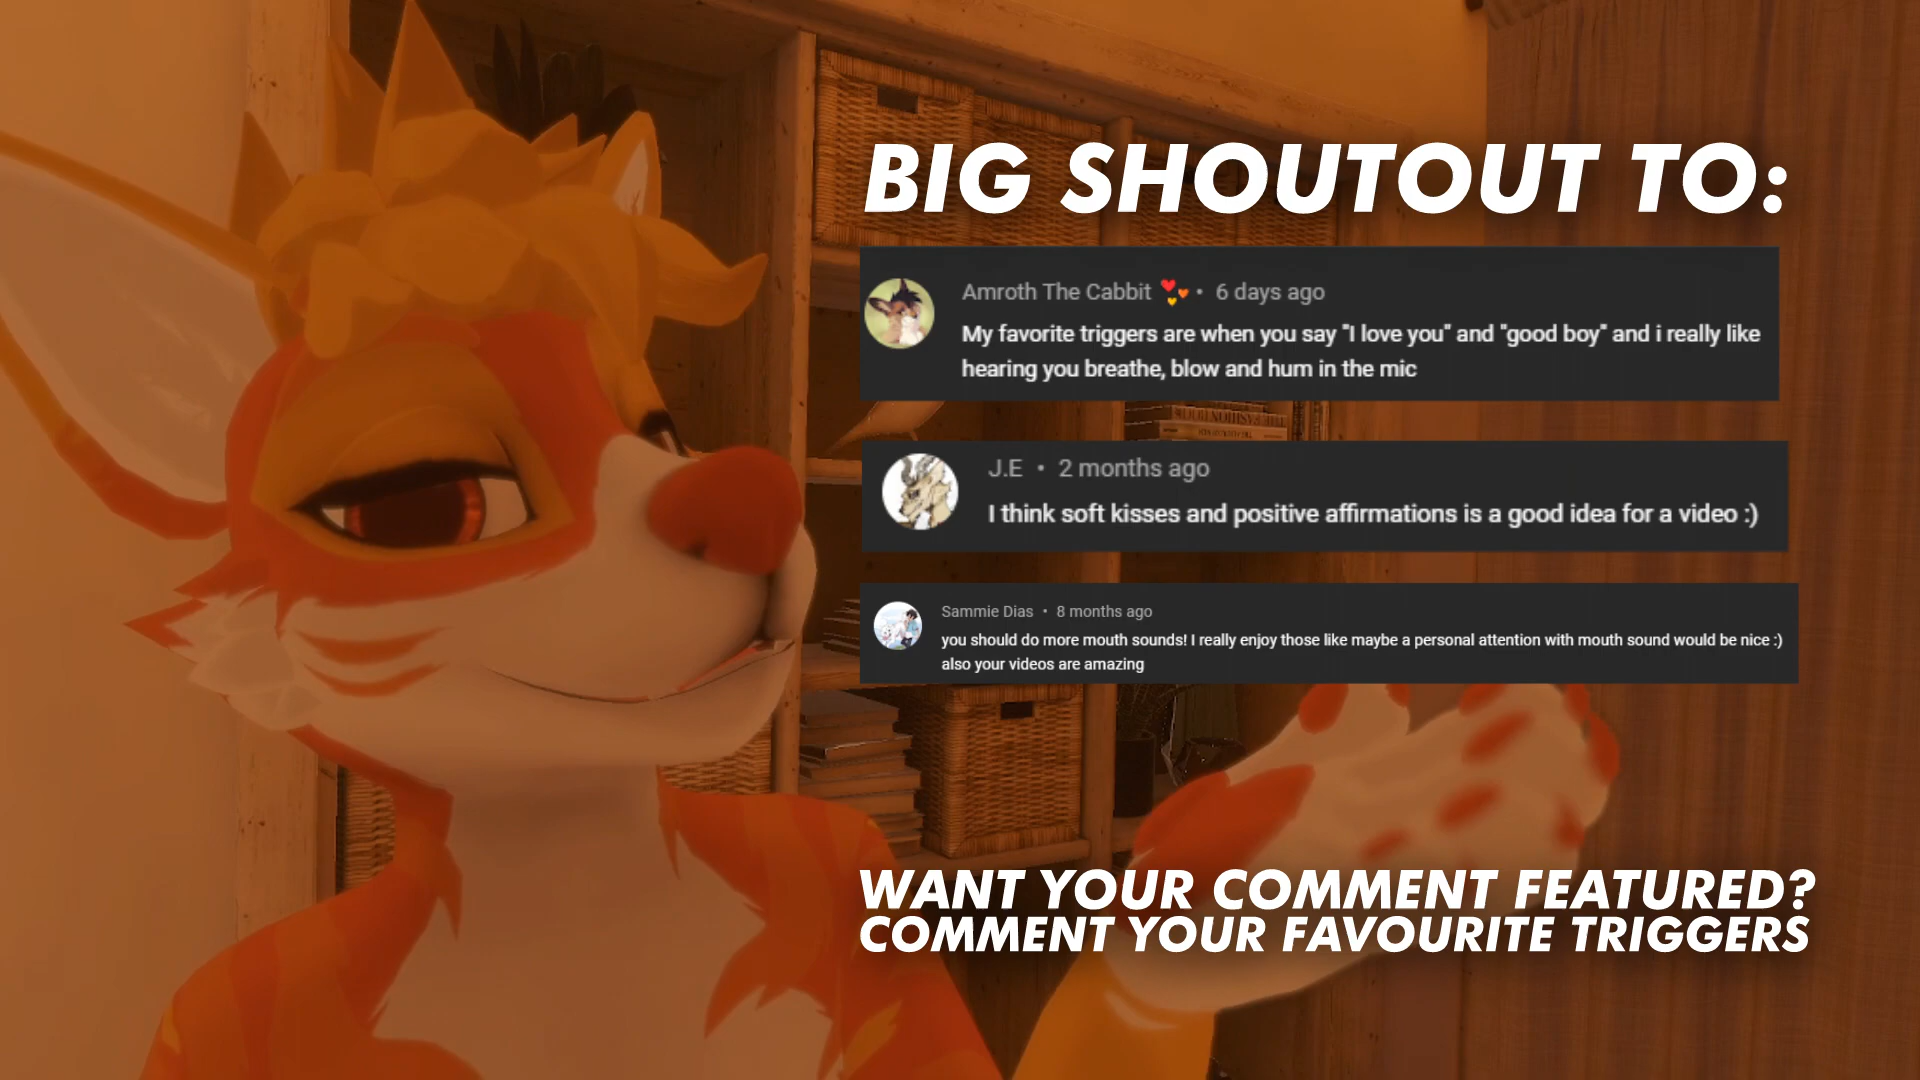 BIG SHOUTOUT TO:
Amroth The Cabbit • 6 days ago
My favorite triggers are when you say "I love you" and "good boy" and i really like
hearing you breathe, blow and hum in the mic
J.E • 2 months ago
I think soft kisses and positive affirmations is a good idea for a video :)
Sammie Dias • 8 months ago
you should do more mouth sounds! I really enjoy those like maybe a personal attention with mouth sound would be nice :)
also your videos are amazing
WANT YOUR COMMENT FEATURED?
COMMENT YOUR FAVOURITE TRIGGERS